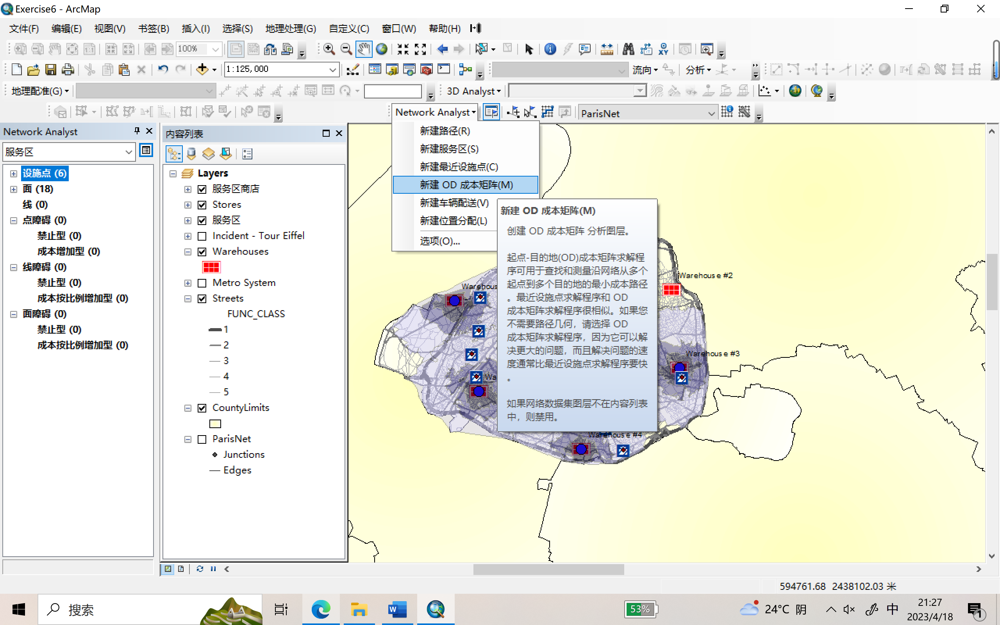 Exercise6 - ArcMap
文件(F) 编辑(E) 视图(V) 书签(B) 插入(I) 选择(S) 地理处理(G) 自定义(C) 窗口(W) 帮助(H)
100%
1:125,000 流向 分析
地理配准(G) 3D Analyst
Network Analyst ParisNet
Network Analyst
服务区
设施点 (6)
面 (18)
线 (0)
点障碍 (0)
禁止型 (0)
成本增加型 (0)
线障碍 (0)
禁止型 (0)
成本按比例增加型 (0)
面障碍 (0)
禁止型 (0)
成本按比例增加型 (0)
内容列表
Layers
服务区商店
Stores
服务区
Incident - Tour Eiffel
Warehouses
Metro System
Streets
FUNC_CLASS
1
2
3
4
5
CountyLimits
ParisNet
Junctions
Edges
新建路径(R)
新建服务区(S)
新建最近设施点(C)
新建 OD 成本矩阵(M)
新建车辆配送(V)
新建位置分配(L)
选项(O)...
新建 OD 成本矩阵(M)
创建 OD 成本矩阵 分析图层。
起点-目的地(OD)成本矩阵求解程
序可用于查找和测量沿网络从多个
起点到多个目的地的最小成本路径
。最近设施点求解程序和 OD
成本矩阵求解程序很相似。如果您
不需要路径几何，请选择 OD
成本矩阵求解程序，因为它可以解
决更大的问题，而且解决问题的速
度通常比最近设施点求解程序要快
。
如果网络数据集图层不在内容列表
中，则禁用。
Warehouse #2
Warehouse #3
Warehouse #4
594761.68 2438102.03 米
搜索
53%
24°C 阴
中
21:27
2023/4/18
1